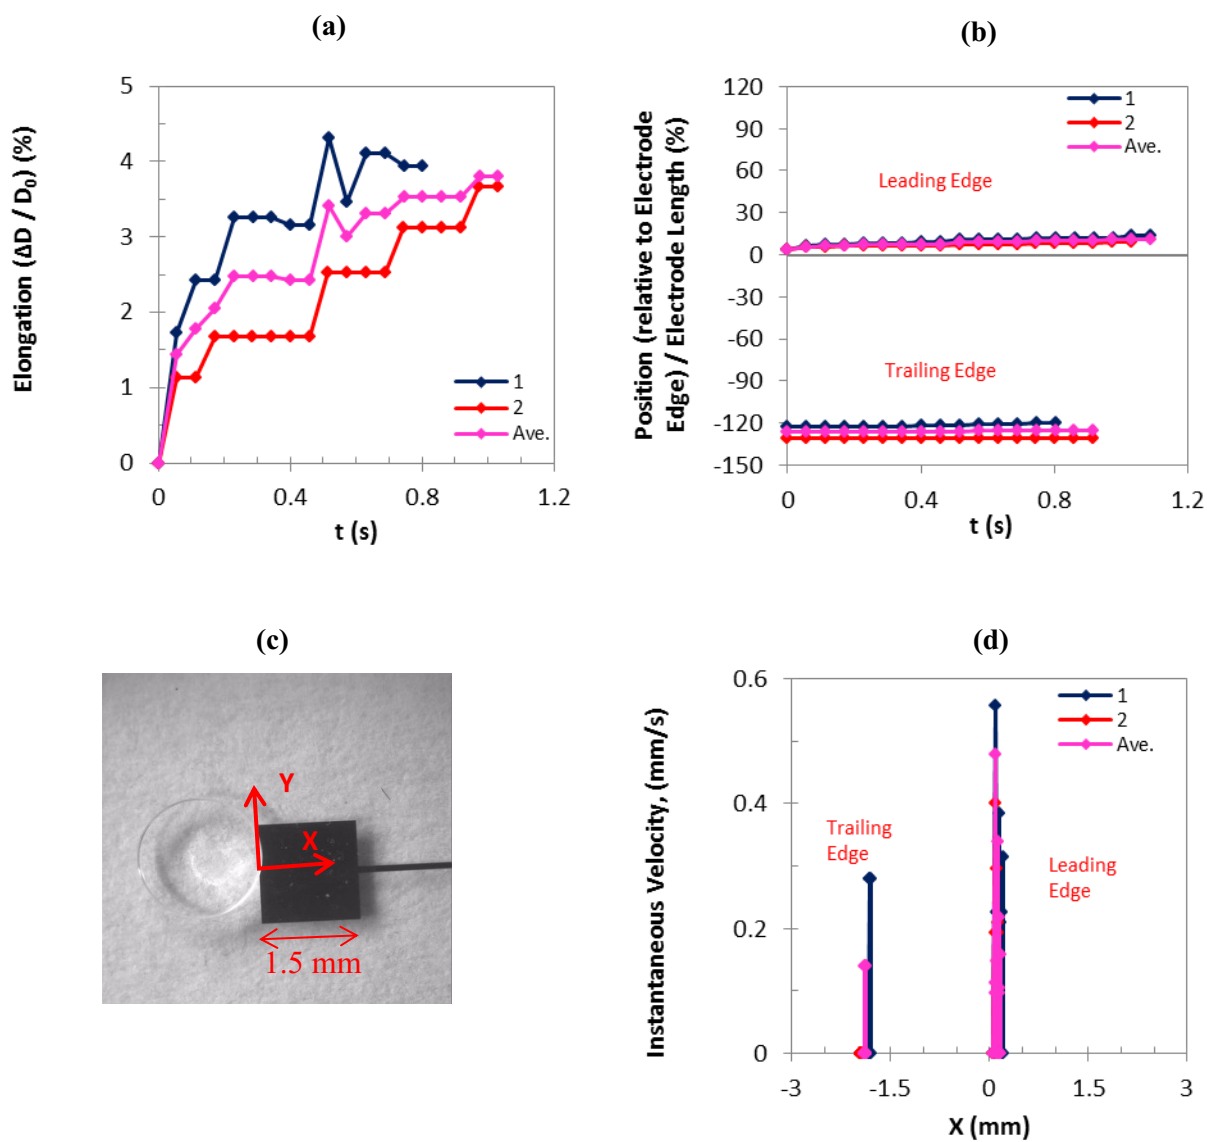 (a)
Elongation (ΔD / D₀) (%)
5
4
3
2
1
0
0 0.4 0.8 1.2
t (s)
1
2
Ave.
(b)
Position (relative to Electrode
Edge) / Electrode Length (%)
120
90
60
30
0
-30
-60
-90
-120
-150
0 0.4 0.8 1.2
t (s)
1
2
Ave.
Leading Edge
Trailing Edge
(c)
Y
X
1.5 mm
(d)
Instantaneous Velocity, (mm/s)
0.6
0.4
0.2
0
-3 -1.5 0 1.5 3
X (mm)
1
2
Ave.
Trailing
Edge
Leading
Edge